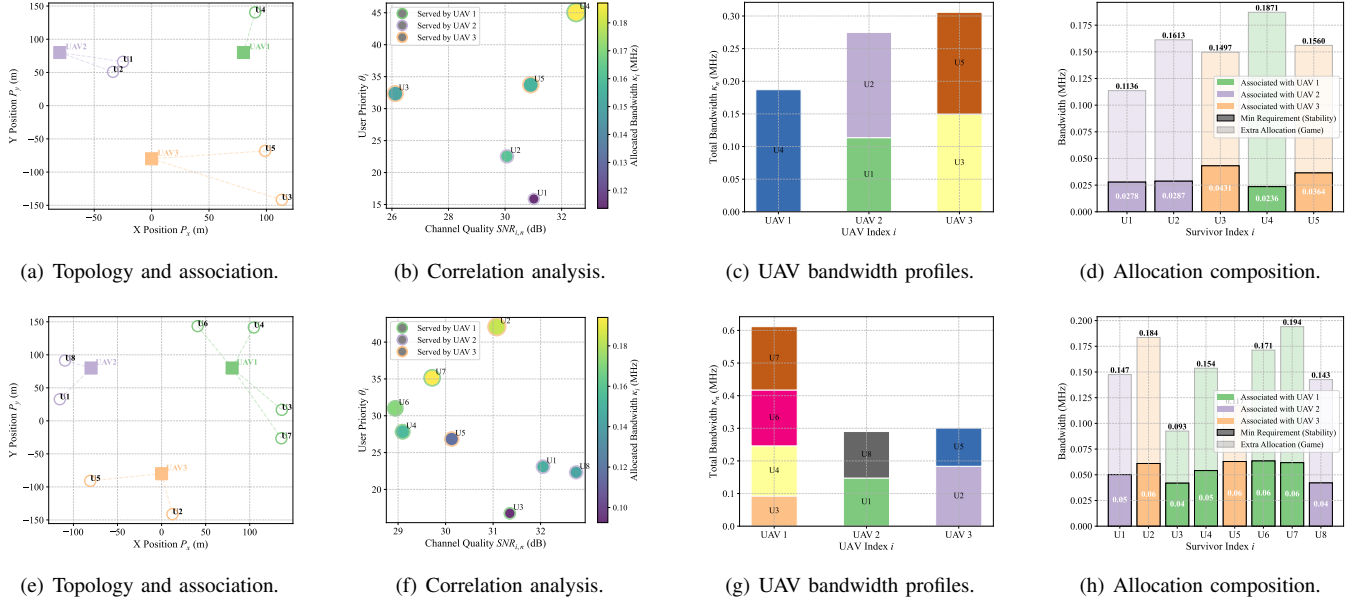 150
100
50
0
−50
−100
−150
Y Position P_y (m)
−50
0
50
100
X Position P_x (m)
UAV1
UAV2
UAV3
U1
U2
U3
U4
U5
45
40
35
30
25
20
15
User Priority θ_i
26
28
30
32
Channel Quality SNR_{i,n} (dB)
Served by UAV 1
Served by UAV 2
Served by UAV 3
U4
U5
U3
U2
U1
0.18
0.17
0.16
0.15
0.14
0.13
0.12
Allocated Bandwidth κ_i (MHz)
0.30
0.25
0.20
0.15
0.10
0.05
0.00
Total Bandwidth κ_n (MHz)
U4
U2
U1
U5
U3
UAV 1
UAV 2
UAV 3
UAV Index i
0.200
0.175
0.150
0.125
0.100
0.075
0.050
0.025
0.000
Bandwidth (MHz)
0.1136
0.1613
0.1497
0.1871
0.1560
Associated with UAV 1
Associated with UAV 2
Associated with UAV 3
Min Requirement (Stability)
Extra Allocation (Game)
0.0278
0.0287
0.0431
0.0236
0.0364
U1
U2
U3
U4
U5
Survivor Index i
(a) Topology and association.
(b) Correlation analysis.
(c) UAV bandwidth profiles.
(d) Allocation composition.
150
100
50
0
−50
−100
−150
Y Position P_y (m)
−100
−50
0
50
100
X Position P_x (m)
U6
U4
U8
UAV2
UAV1
U1
U3
U7
UAV3
U5
U2
40
35
30
25
20
User Priority θ_i
29
30
31
32
Channel Quality SNR_{i,n} (dB)
Served by UAV 1
Served by UAV 2
Served by UAV 3
U2
U7
U6
U4
U5
U1
U8
U3
0.18
0.16
0.14
0.12
0.10
Allocated Bandwidth κ_i (MHz)
0.6
0.5
0.4
0.3
0.2
0.1
0.0
Total Bandwidth κ_n (MHz)
U7
U6
U4
U3
U8
U1
U5
U2
UAV 1
UAV 2
UAV 3
UAV Index i
0.200
0.175
0.150
0.125
0.100
0.075
0.050
0.025
0.000
Bandwidth (MHz)
0.147
0.184
0.093
0.154
0.171
0.194
0.143
Associated with UAV 1
Associated with UAV 2
Associated with UAV 3
Min Requirement (Stability)
Extra Allocation (Game)
0.05
0.06
0.04
0.05
0.06
0.06
0.06
0.04
U1
U2
U3
U4
U5
U6
U7
U8
Survivor Index i
(e) Topology and association.
(f) Correlation analysis.
(g) UAV bandwidth profiles.
(h) Allocation composition.